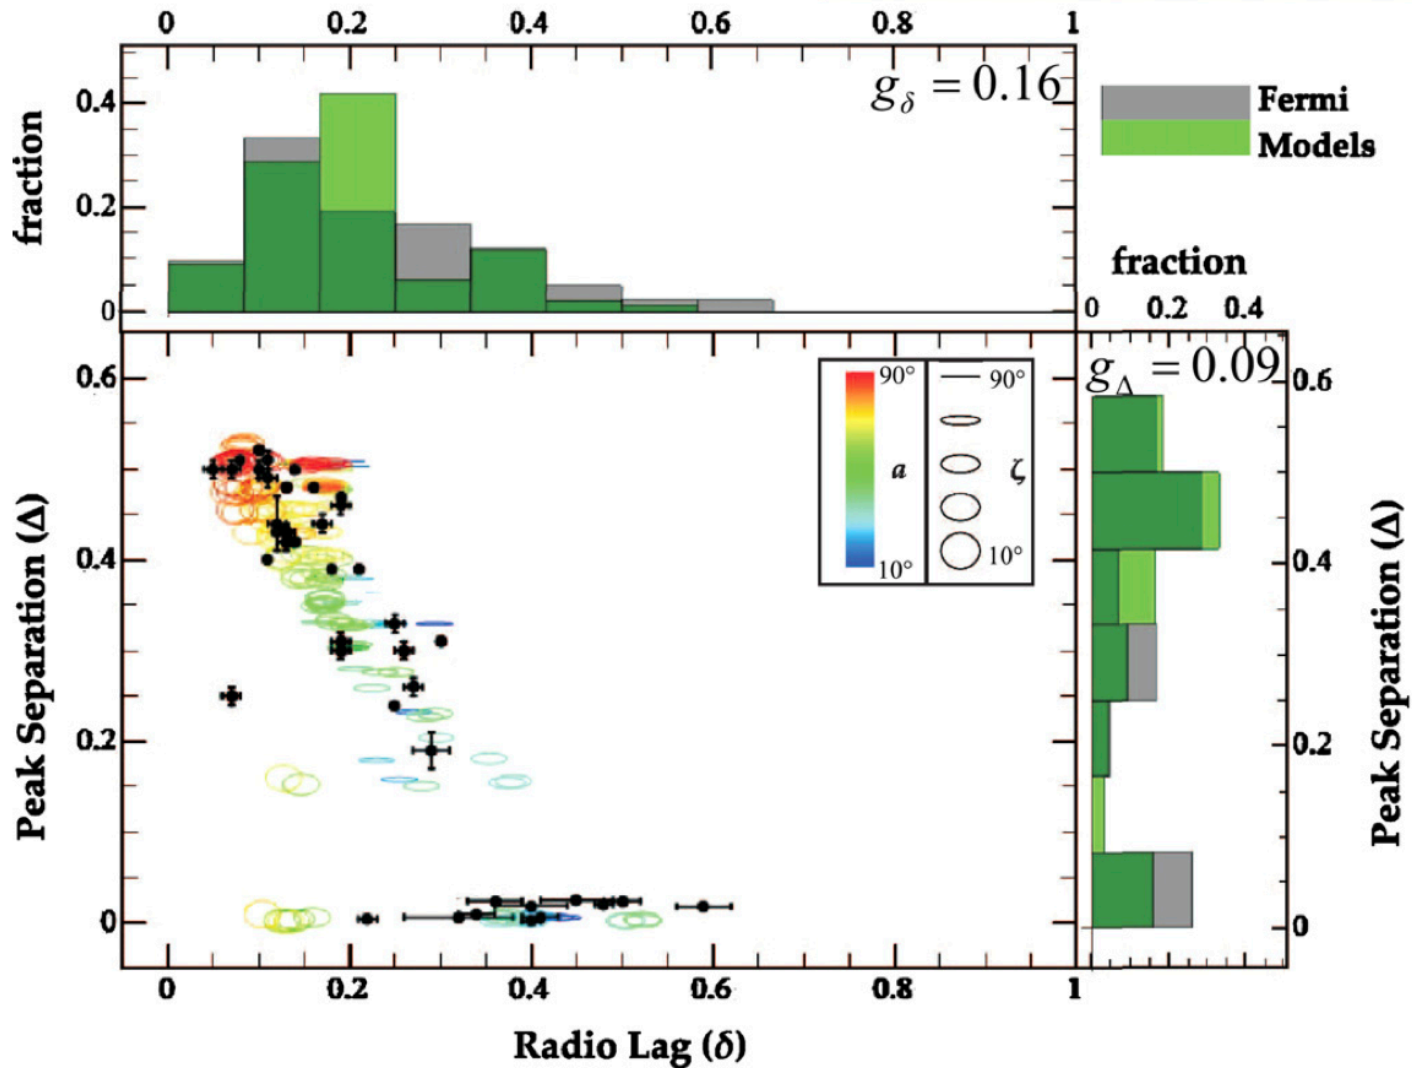 0 0.2 0.4 0.6 0.8 1
fraction
0.4
0.2
0
g_δ = 0.16
Fermi
Models
fraction
0 0.2 0.4
g_Δ = 0.09
Peak Separation (Δ)
0.6
0.4
0.2
0
90°
a
10°
90°
ζ
10°
0.6
0.4
0.2
0
Peak Separation (Δ)
0 0.2 0.4 0.6 0.8 1
Radio Lag (δ)